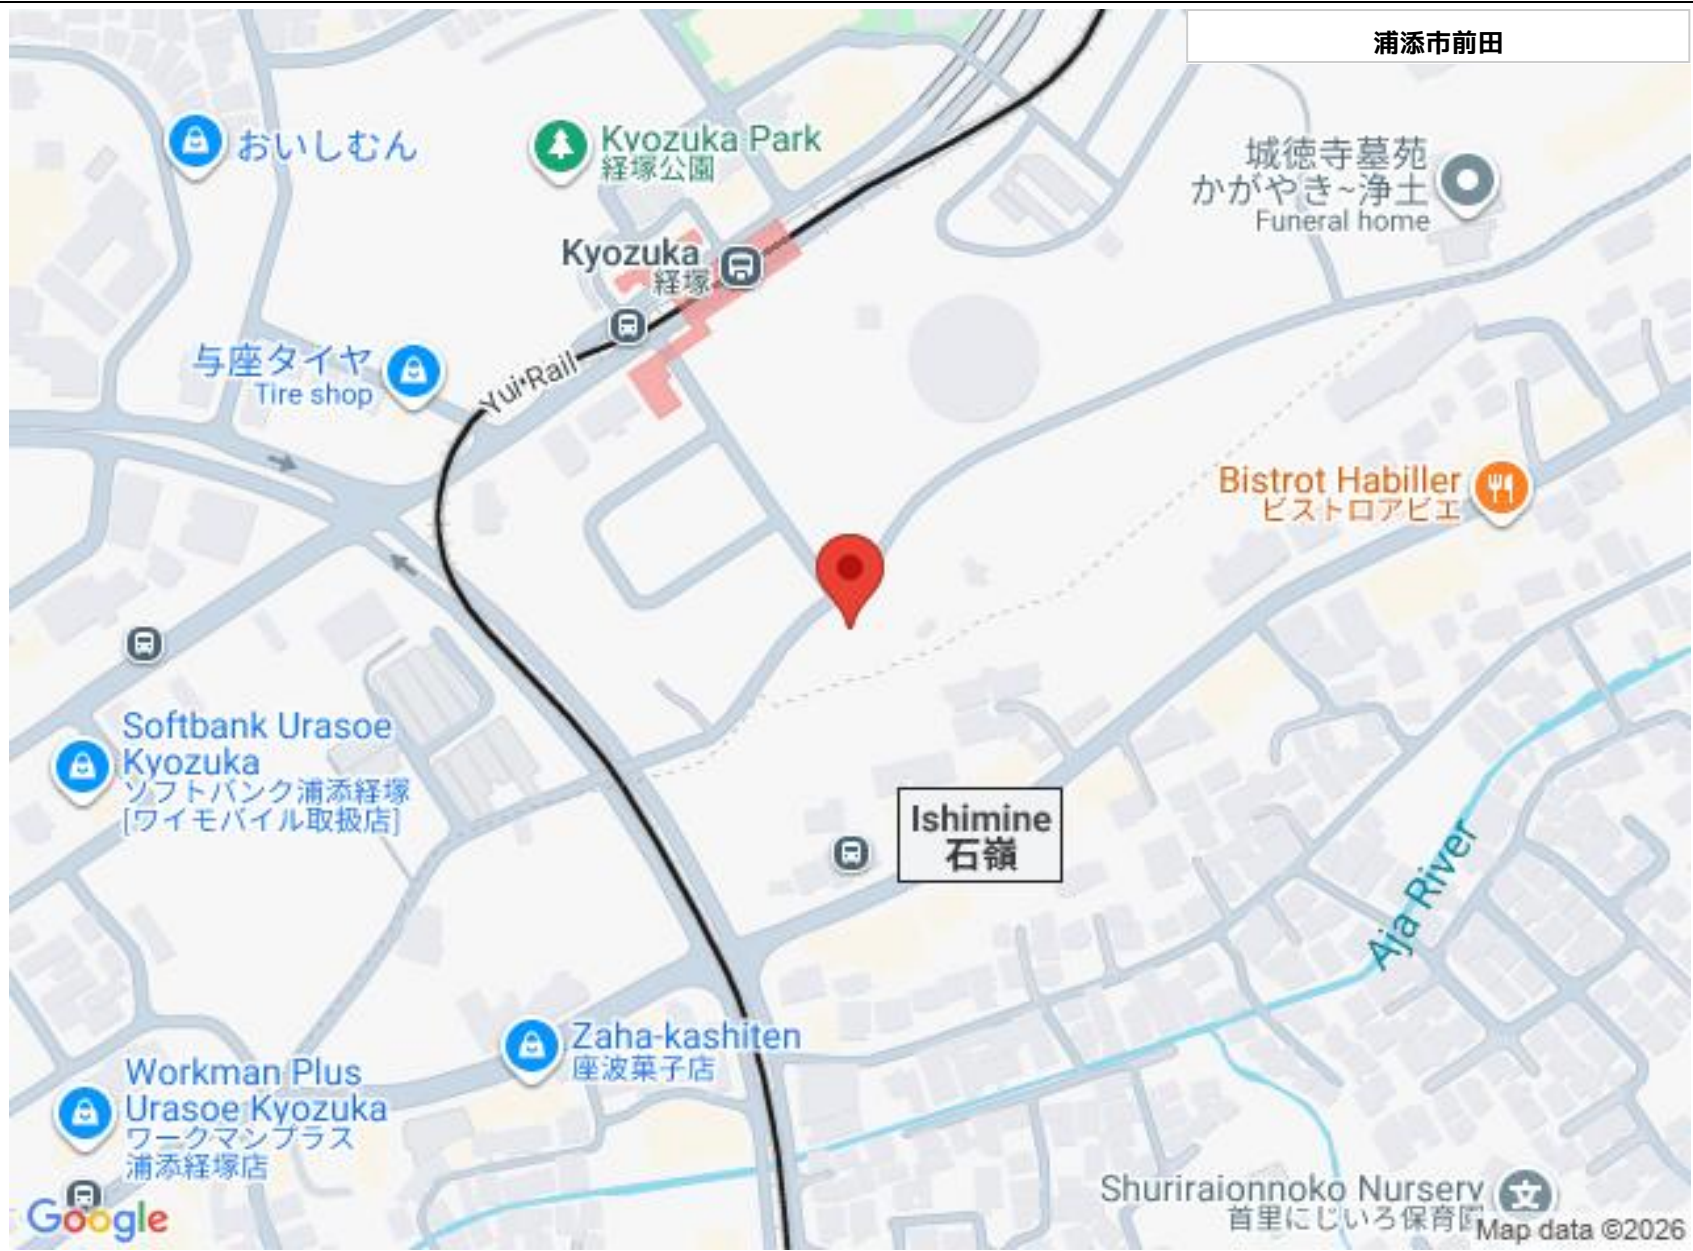 浦添市前田
おいしむん
Kyozuka Park
経塚公園
城徳寺墓苑
かがやき~浄土
Funeral home
Kyozuka
経塚
与座タイヤ
Tire shop
Yui Rail
Bistrot Habiller
ビストロアビエ
Softbank Urasoe
Kyozuka
ソフトバンク浦添経塚
[ワイモバイル取扱店]
Ishimine
石嶺
Aja River
Zaha-kashiten
座波菓子店
Workman Plus
Urasoe Kyozuka
ワークマンプラス
浦添経塚店
Shuriraionnoko Nursery
首里にじいろ保育園
Google
Map data ©2026